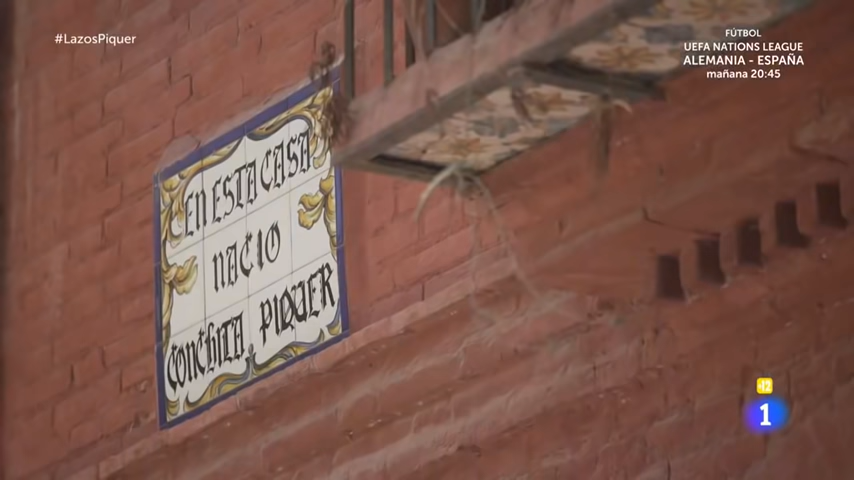 #LazosPiquer
FÚTBOL
UEFA NATIONS LEAGUE
ALEMANIA - ESPAÑA
mañana 20:45
EN ESTA CASA
NACIO
CONCHITA PIQUER
+12
1